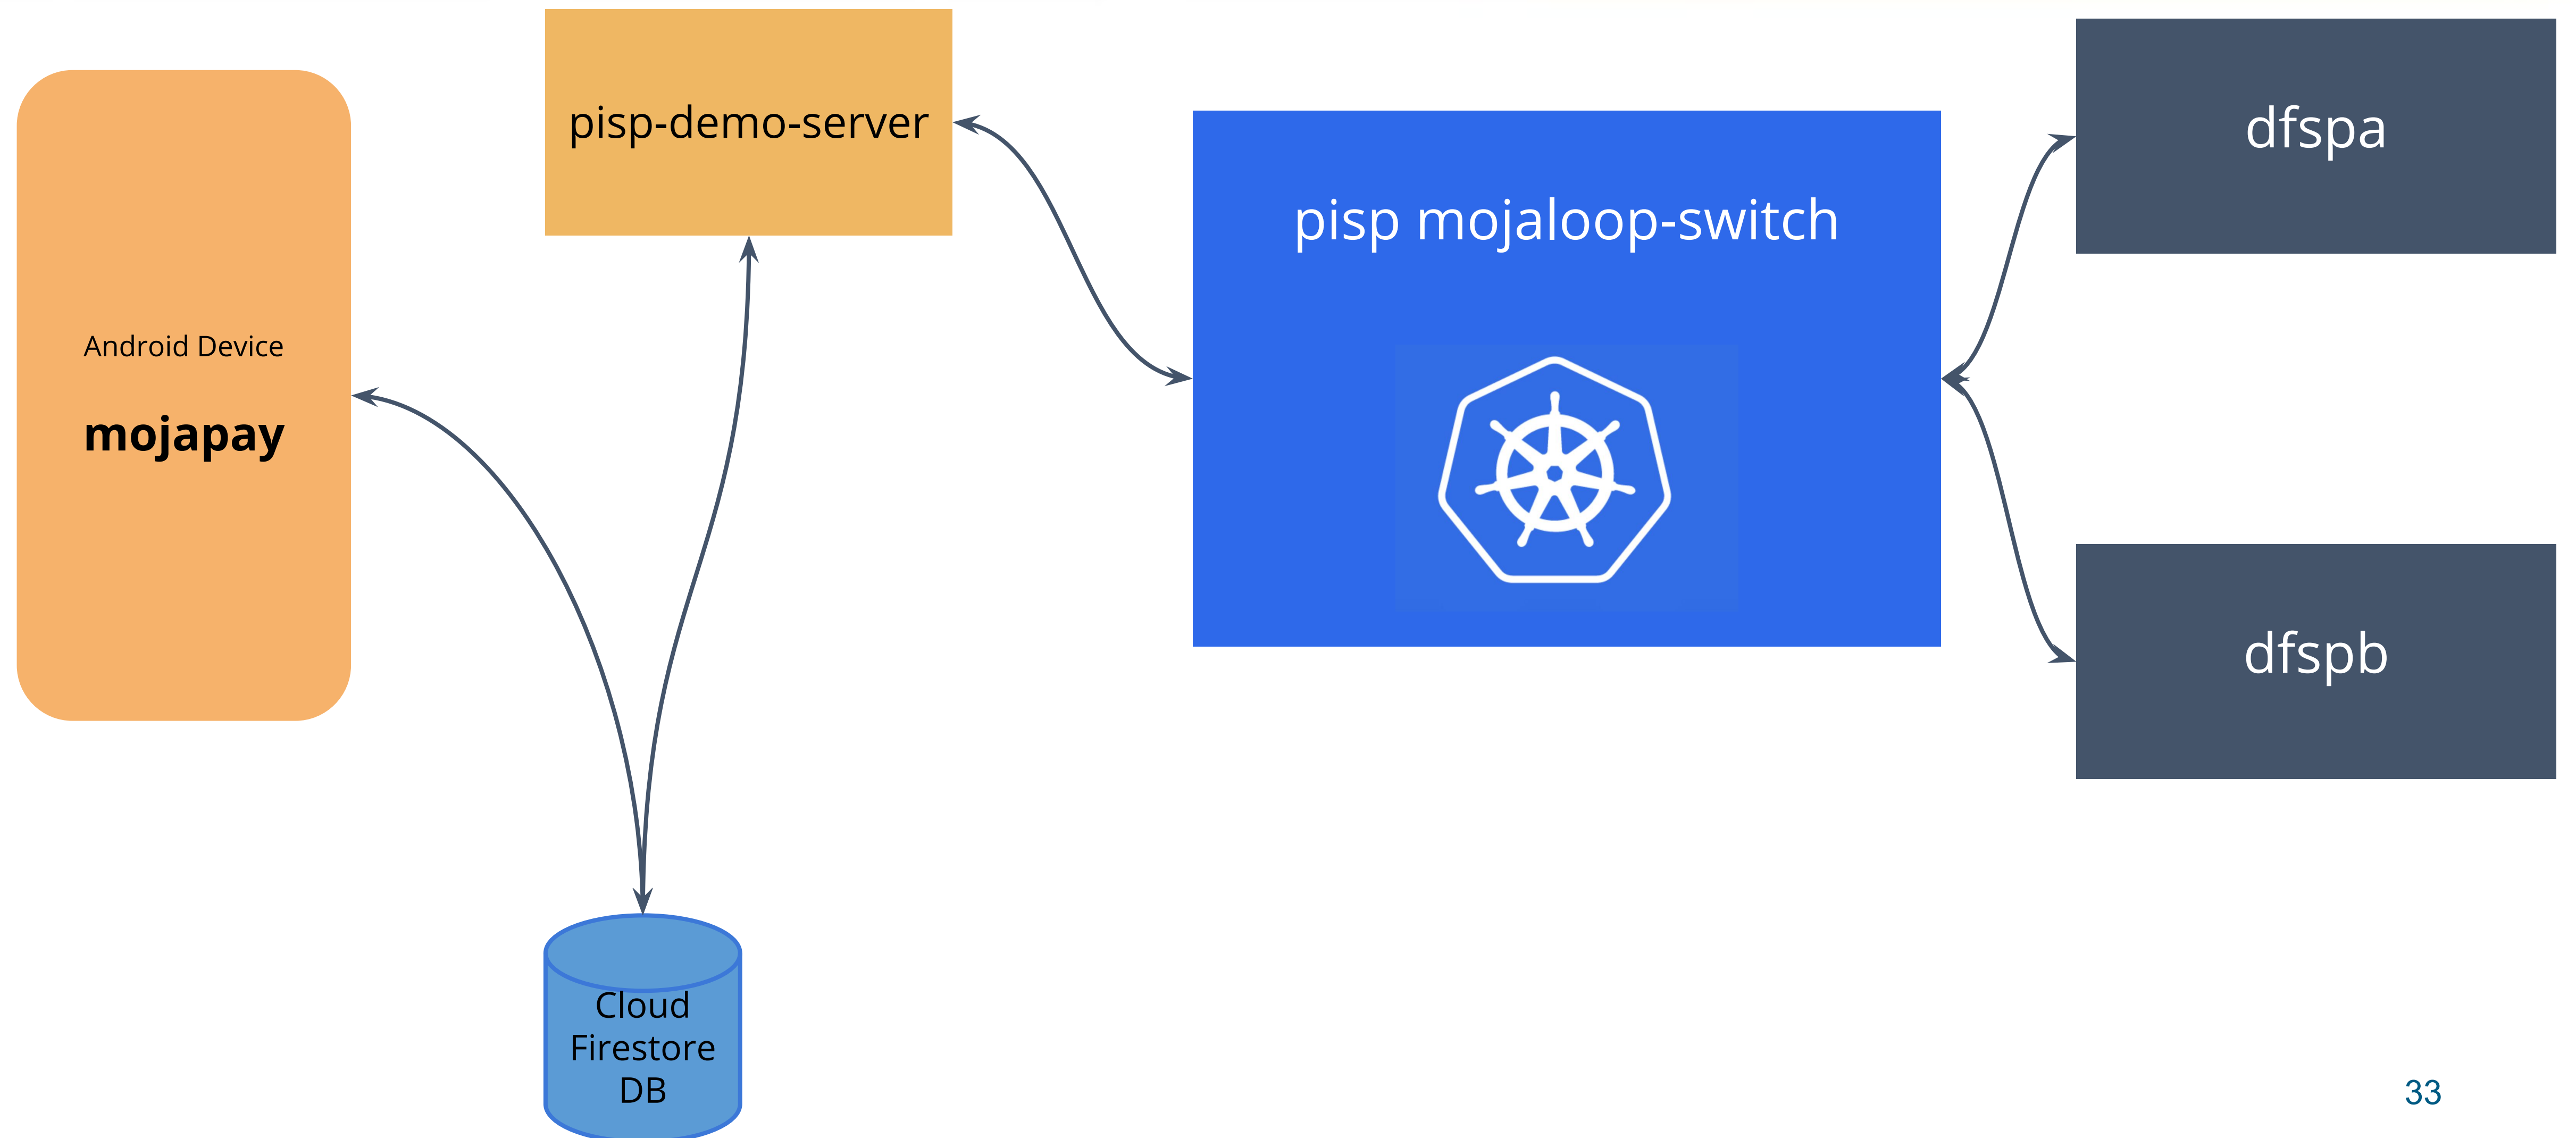 Android Device
mojapay
pisp-demo-server
pisp mojaloop-switch
dfspa
dfspb
Cloud
Firestore
DB
33